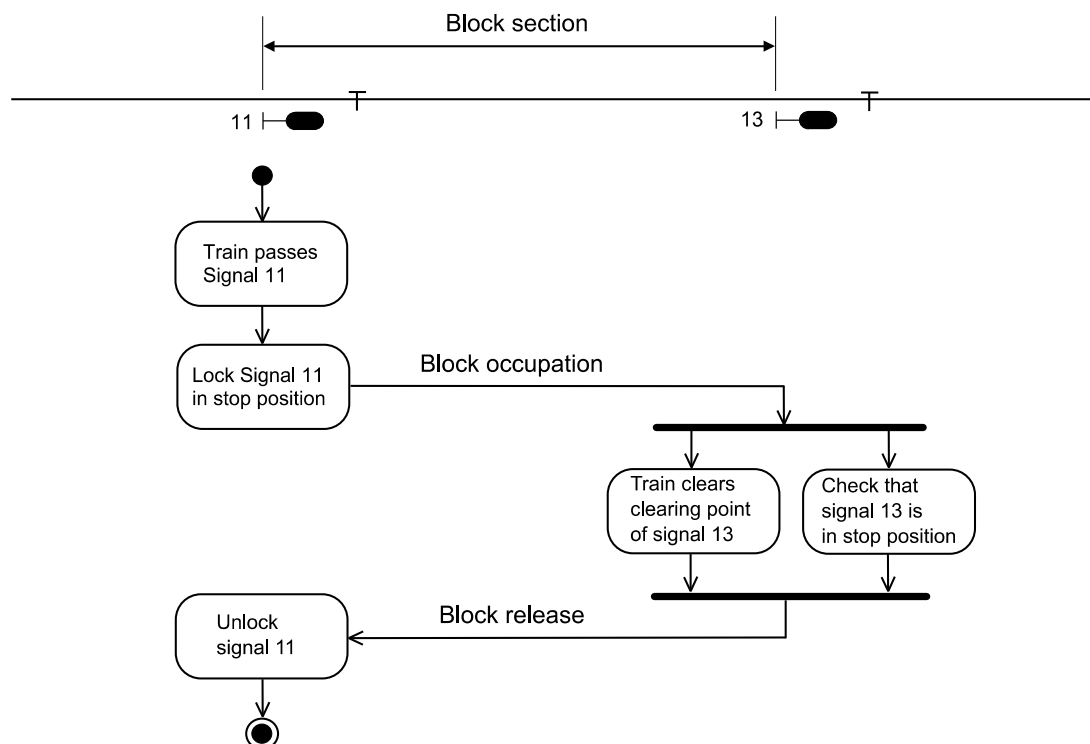 Block section
11
13
Train passes
Signal 11
Lock Signal 11
in stop position
Block occupation
Train clears
clearing point
of signal 13
Check that
signal 13 is
in stop position
Block release
Unlock
signal 11